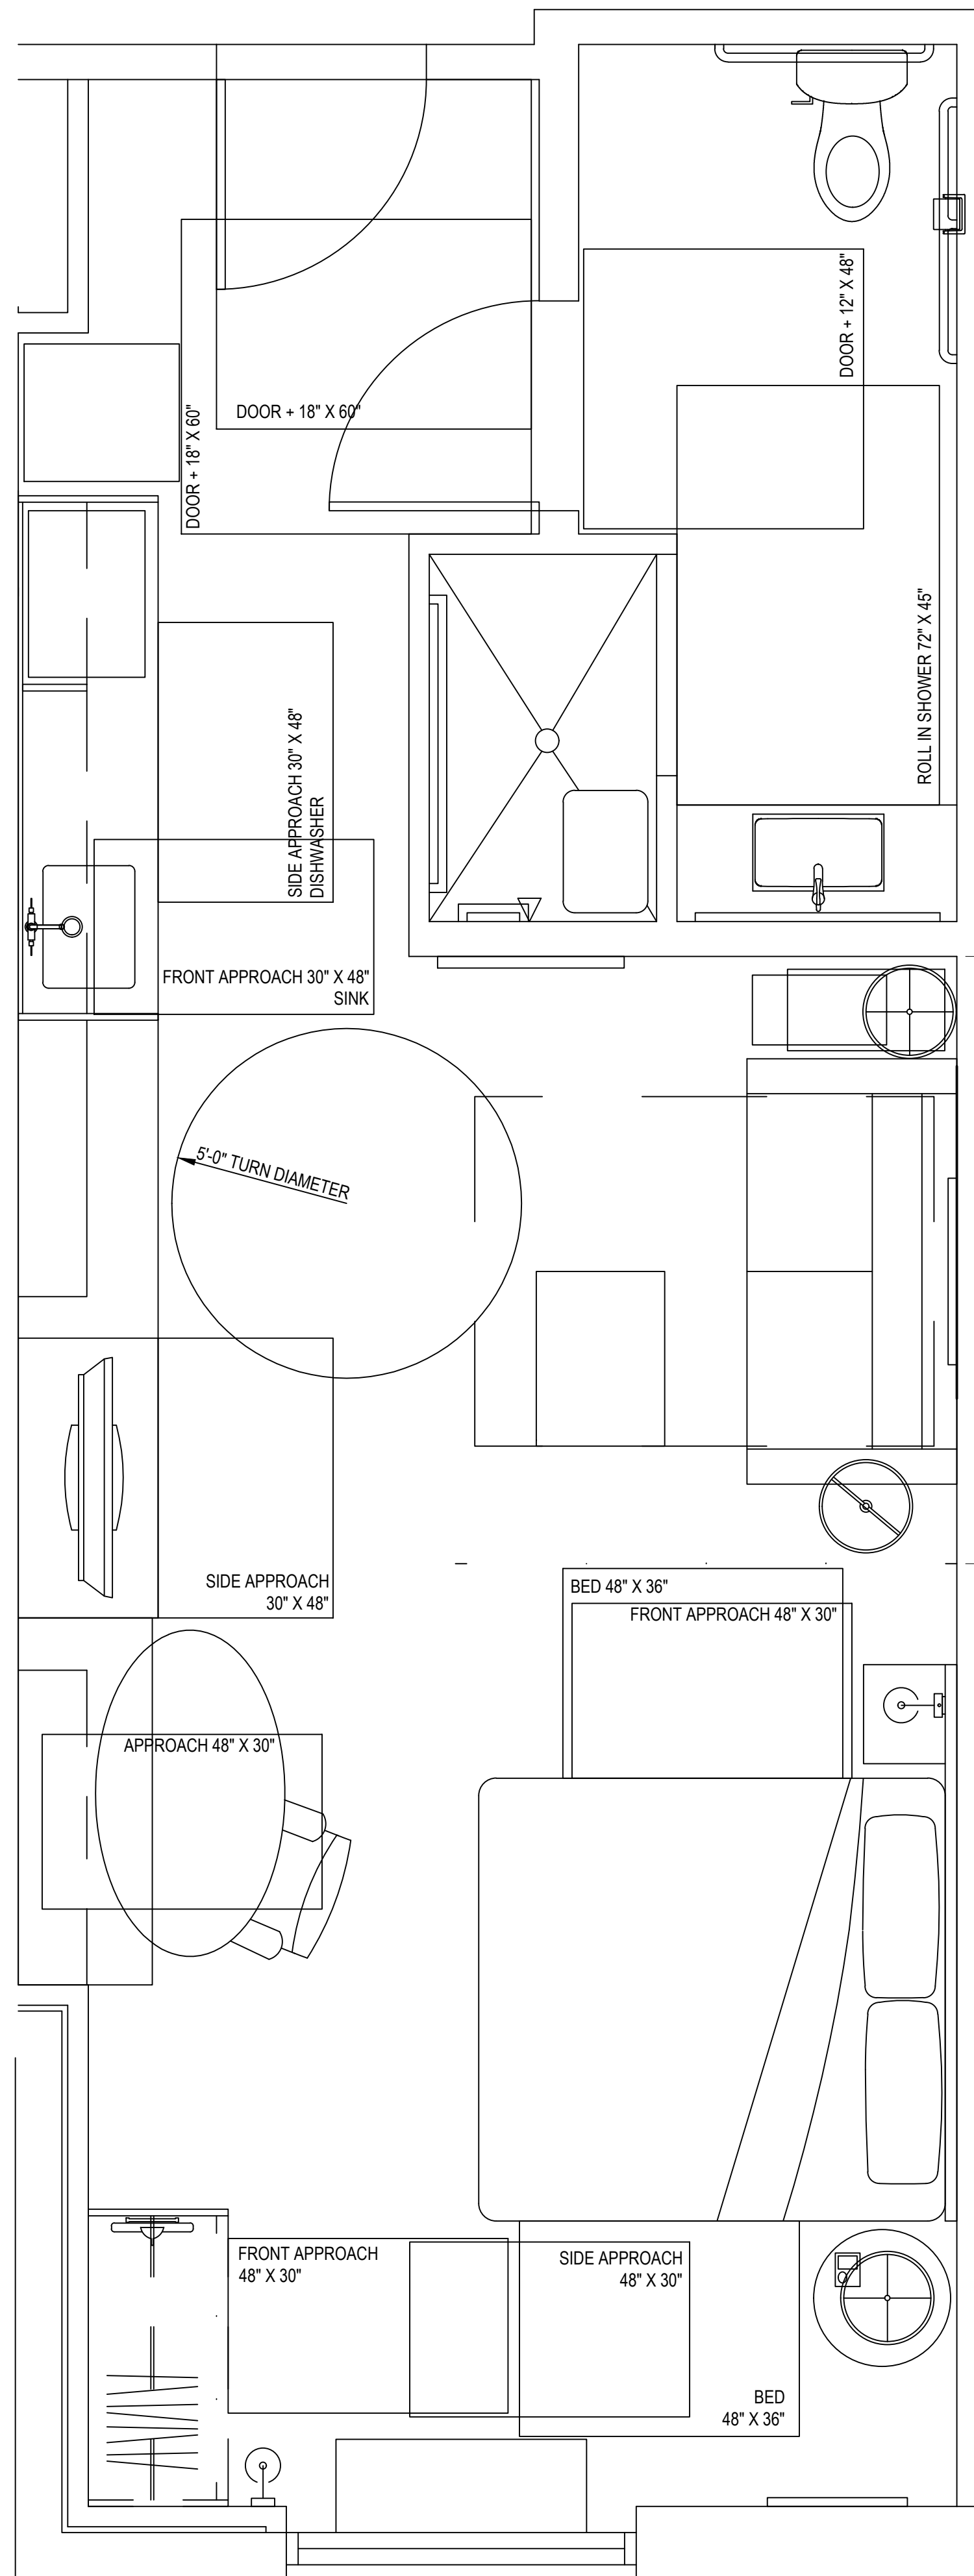 DOOR + 12" X 48"
DOOR + 18" X 60"
DOOR + 18" X 60"
ROLL IN SHOWER 72" X 45"
SIDE APPROACH 30" X 48"
DISHWASHER
FRONT APPROACH 30" X 48"
SINK
5'-0" TURN DIAMETER
SIDE APPROACH
30" X 48"
BED 48" X 36"
FRONT APPROACH 48" X 30"
APPROACH 48" X 30"
FRONT APPROACH
48" X 30"
SIDE APPROACH
48" X 30"
BED
48" X 36"